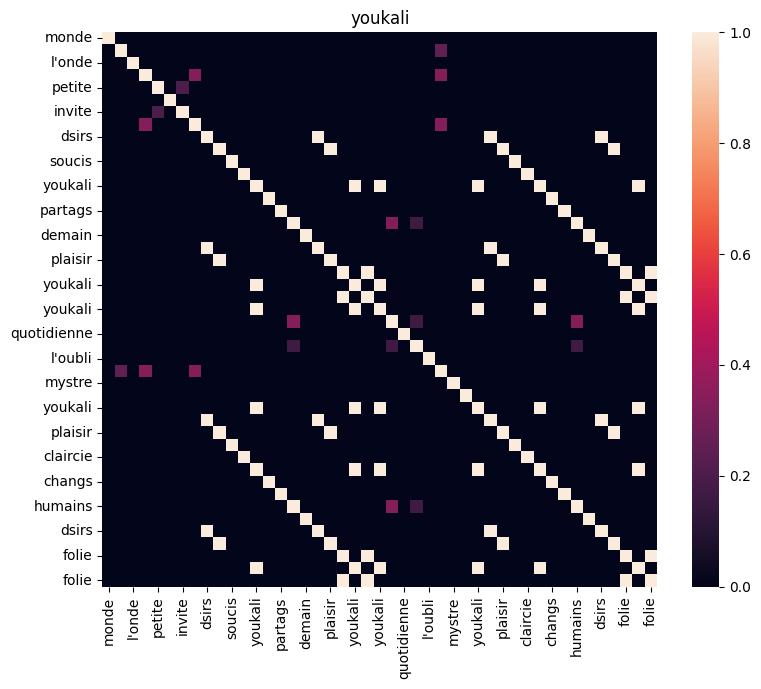 youkali
monde
l'onde
petite
invite
dsirs
soucis
youkali
partags
demain
plaisir
youkali
youkali
quotidienne
l'oubli
mystre
youkali
plaisir
claircie
changs
humains
dsirs
folie
folie
1.0
0.8
0.6
0.4
0.2
0.0
monde
l'onde
petite
invite
dsirs
soucis
youkali
partags
demain
plaisir
youkali
youkali
quotidienne
l'oubli
mystre
youkali
plaisir
claircie
changs
humains
dsirs
folie
folie